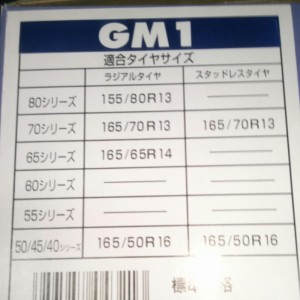 GM1
適合タイヤサイズ
ラジアルタイヤ スタッドレスタイヤ
80シリーズ 155/80R13 ―
70シリーズ 165/70R13 165/70R13
65シリーズ 165/65R14 ―
60シリーズ ― ―
55シリーズ ― ―
50/45/40シリーズ 165/50R16 165/50R16